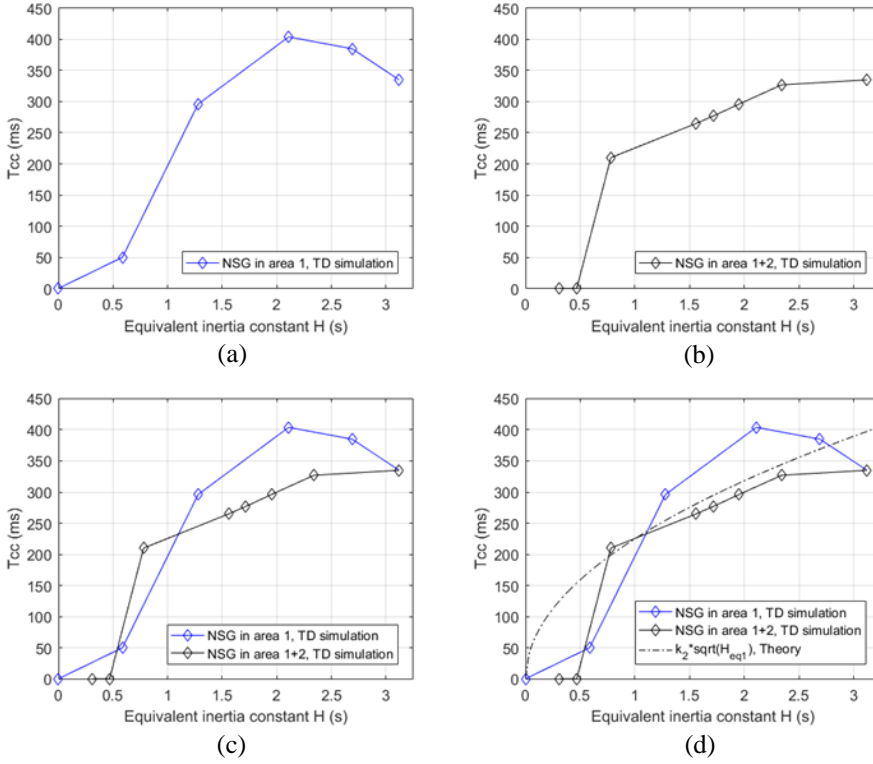 450
400
350
300
250
200
150
100
50
0
Tcc (ms)
NSG in area 1, TD simulation
0 0.5 1 1.5 2 2.5 3
Equivalent inertia constant H (s)
(a)
450
400
350
300
250
200
150
100
50
0
Tcc (ms)
NSG in area 1+2, TD simulation
0 0.5 1 1.5 2 2.5 3
Equivalent inertia constant H (s)
(b)
450
400
350
300
250
200
150
100
50
0
Tcc (ms)
NSG in area 1, TD simulation
NSG in area 1+2, TD simulation
0 0.5 1 1.5 2 2.5 3
Equivalent inertia constant H (s)
(c)
450
400
350
300
250
200
150
100
50
0
Tcc (ms)
NSG in area 1, TD simulation
NSG in area 1+2, TD simulation
k_2*sqrt(H_eq1), Theory
0 0.5 1 1.5 2 2.5 3
Equivalent inertia constant H (s)
(d)